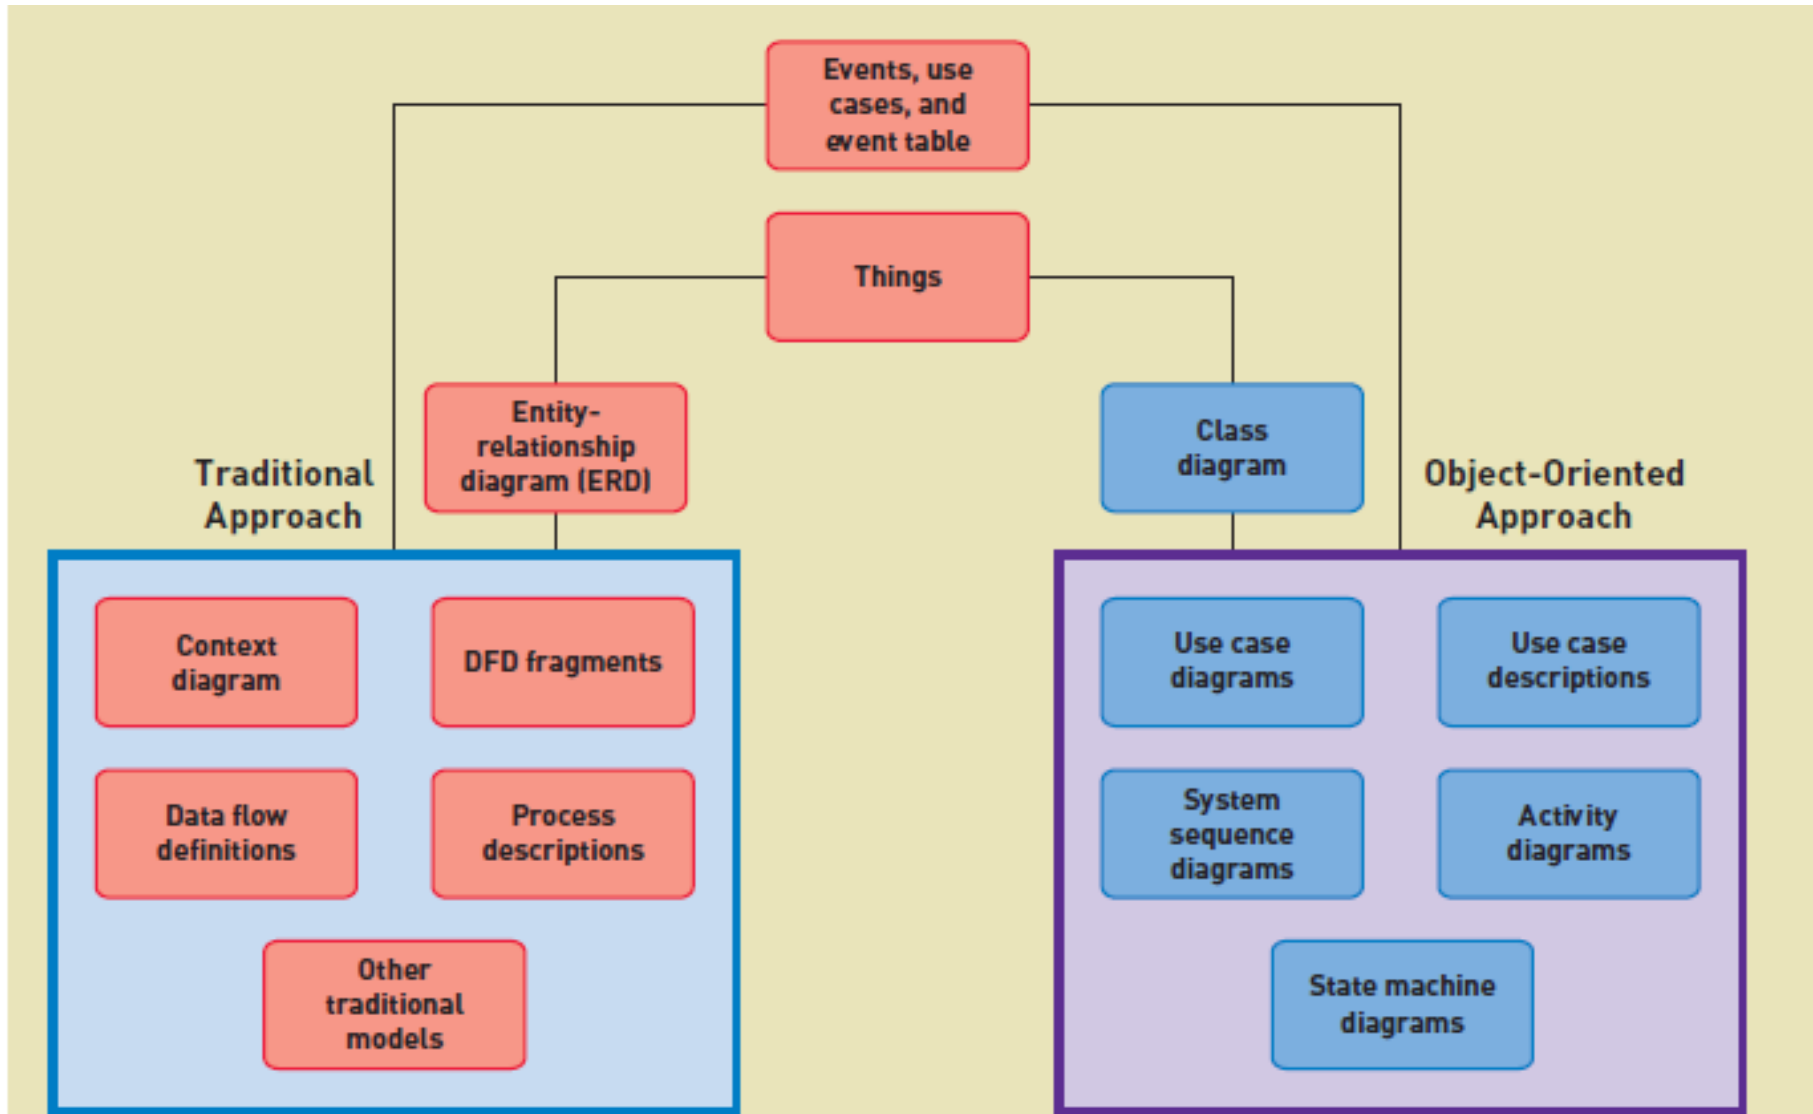 Events, use
cases, and
event table
Things
Entity-
relationship
diagram (ERD)
Class
diagram
Traditional
Approach
Object-Oriented
Approach
Context
diagram
DFD fragments
Use case
diagrams
Use case
descriptions
Data flow
definitions
Process
descriptions
System
sequence
diagrams
Activity
diagrams
Other
traditional
models
State machine
diagrams